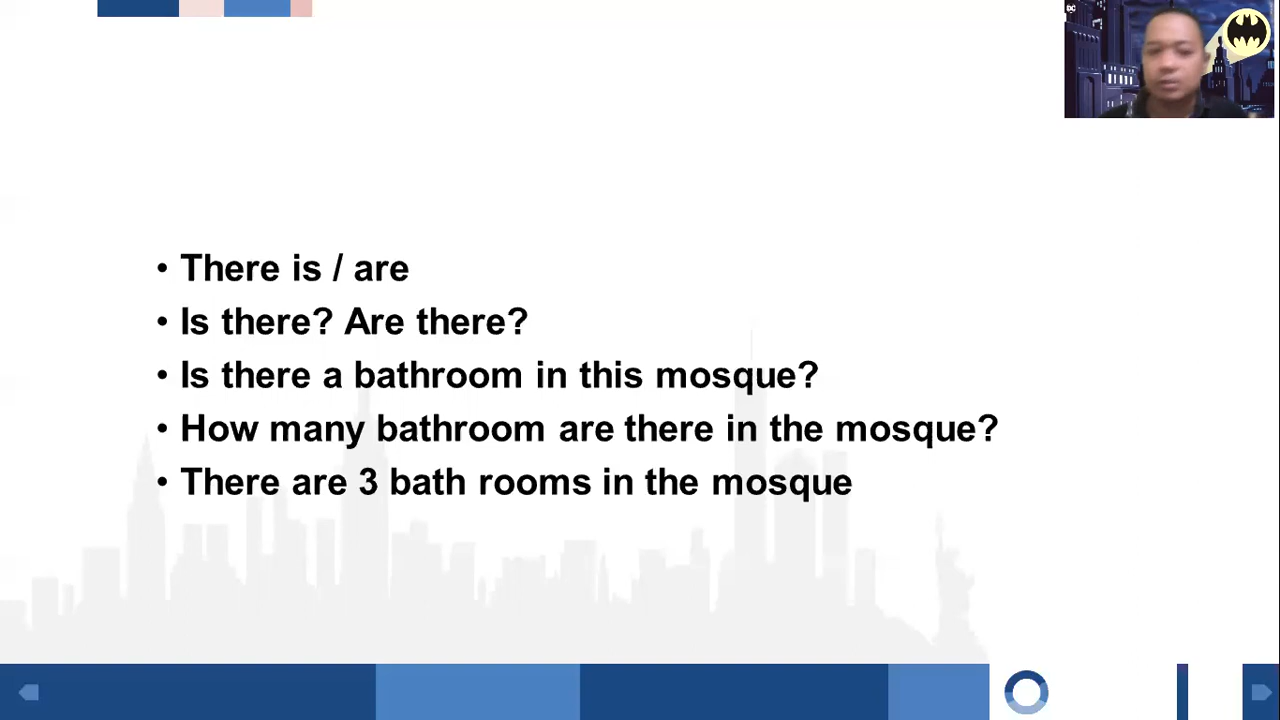 DC
• There is / are
• Is there? Are there?
• Is there a bathroom in this mosque?
• How many bathroom are there in the mosque?
• There are 3 bath rooms in the mosque